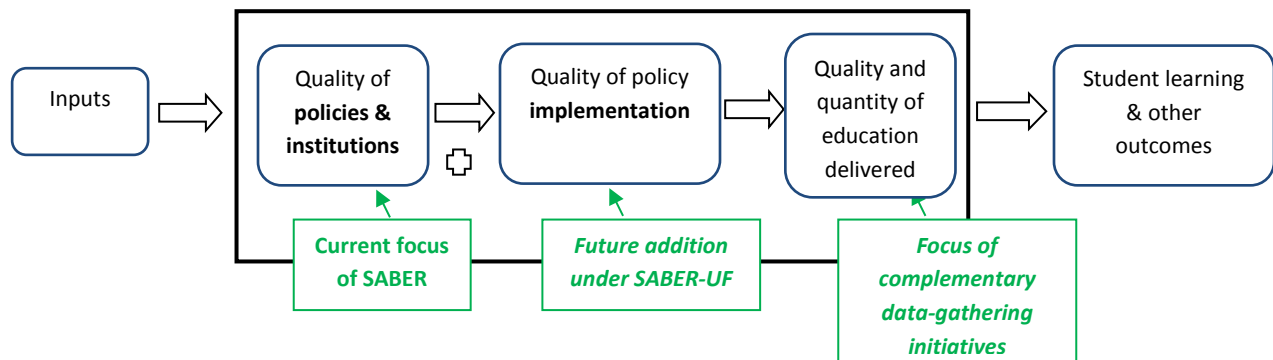 Inputs
Quality of
policies &
institutions
Quality of policy
implementation
Quality and
quantity of
education
delivered
Student learning
& other
outcomes
Current focus
of SABER
Future addition
under SABER-UF
Focus of
complementary
data-gathering
initiatives